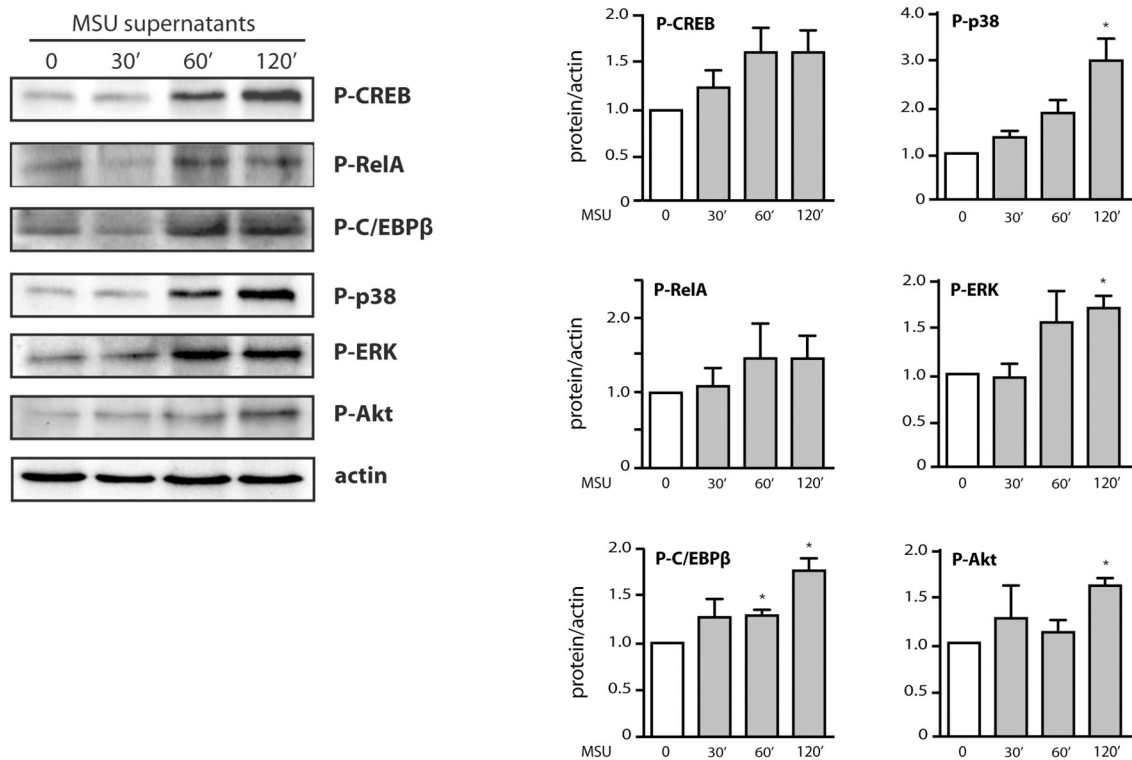 MSU supernatants
0 30′ 60′ 120′
P-CREB
P-RelA
P-C/EBPβ
P-p38
P-ERK
P-Akt
actin
P-CREB
protein/actin
2.0
1.5
1.0
0.5
0
MSU 0 30′ 60′ 120′
P-p38
*
4.0
3.0
2.0
1.0
0
0 30′ 60′ 120′
P-RelA
protein/actin
2.0
1.0
0
MSU 0 30′ 60′ 120′
P-ERK
*
2.0
1.5
1.0
0.5
0
0 30′ 60′ 120′
P-C/EBPβ
* *
protein/actin
2.0
1.5
1.0
0.5
0
MSU 0 30′ 60′ 120′
P-Akt
*
2.0
1.5
1.0
0.5
0
0 30′ 60′ 120′